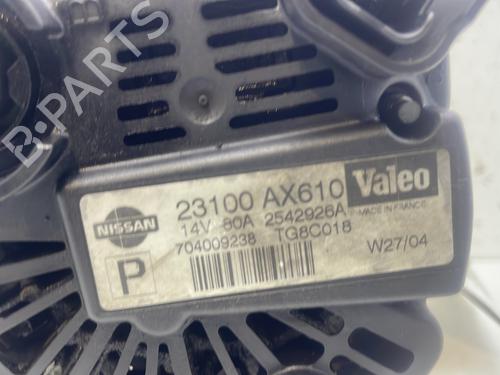 B-PARTS
B
NISSAN
23100 AX610
Valeo
14V 80A 2542926A
MADE IN FRANCE
704009238 TG8C018
P
W27/04